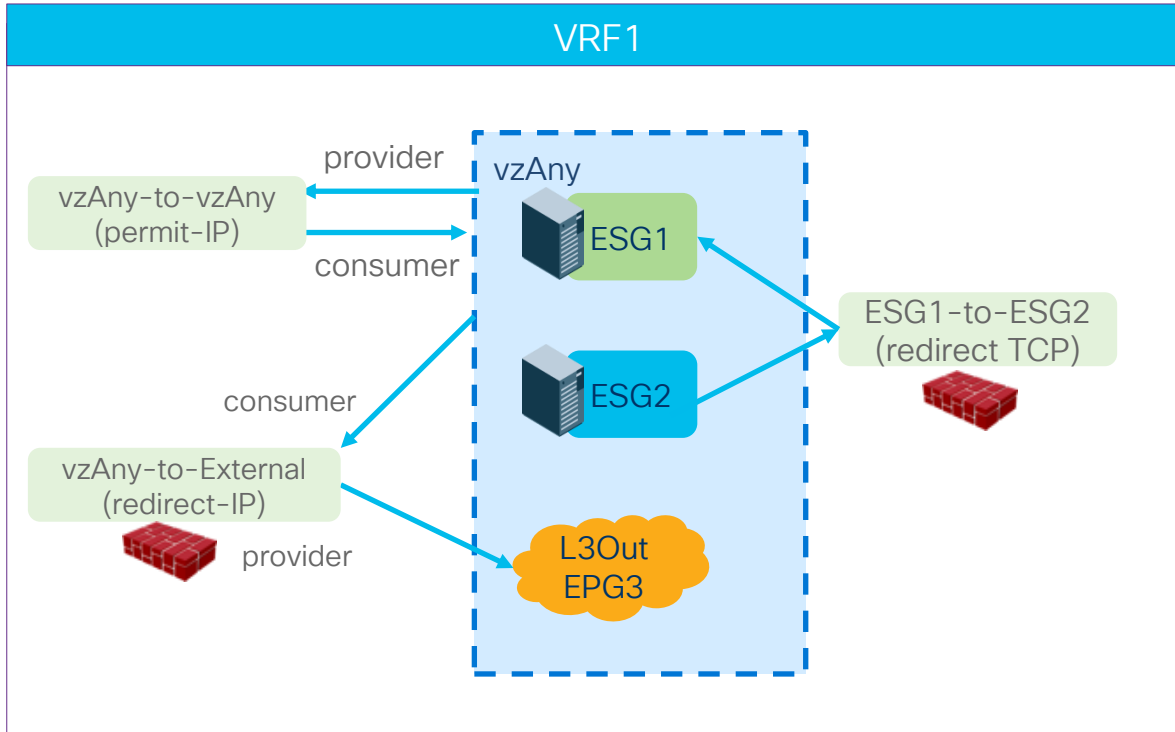 VRF1
provider
vzAny-to-vzAny
(permit-IP)
consumer
vzAny
ESG1
ESG1-to-ESG2
(redirect TCP)
ESG2
consumer
vzAny-to-External
(redirect-IP)
provider
L3Out
EPG3